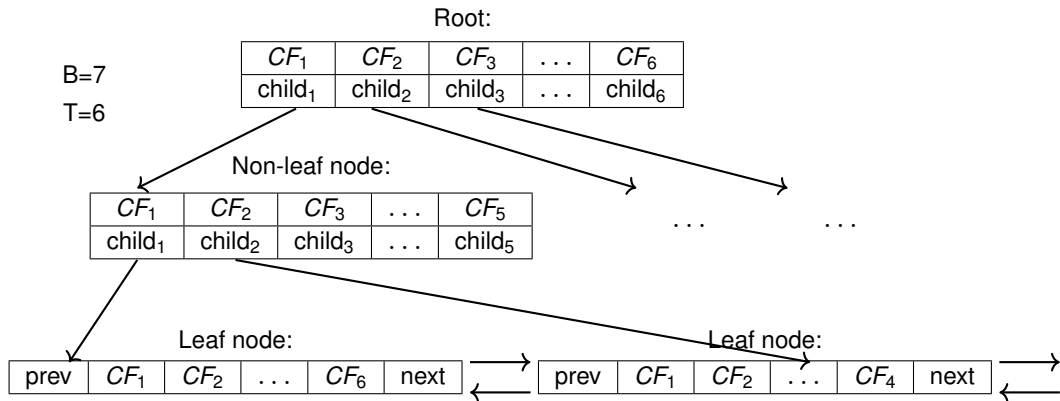 Root:
B=7
T=6
CF₁ CF₂ CF₃ ... CF₆
child₁ child₂ child₃ ... child₆
Non-leaf node:
CF₁ CF₂ CF₃ ... CF₅
child₁ child₂ child₃ ... child₅
... ...
Leaf node: Leaf node:
prev CF₁ CF₂ ... CF₆ next prev CF₁ CF₂ ... CF₄ next